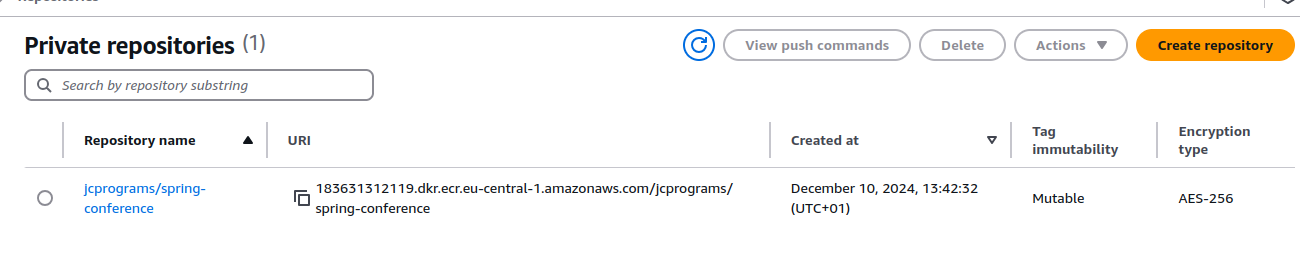 Repositories
Private repositories (1)
View push commands
Delete
Actions
Create repository
Search by repository substring
Repository name
URI
Created at
Tag
immutability
Encryption
type
jcprograms/spring-
conference
183631312119.dkr.ecr.eu-central-1.amazonaws.com/jcprograms/
spring-conference
December 10, 2024, 13:42:32
(UTC+01)
Mutable
AES-256